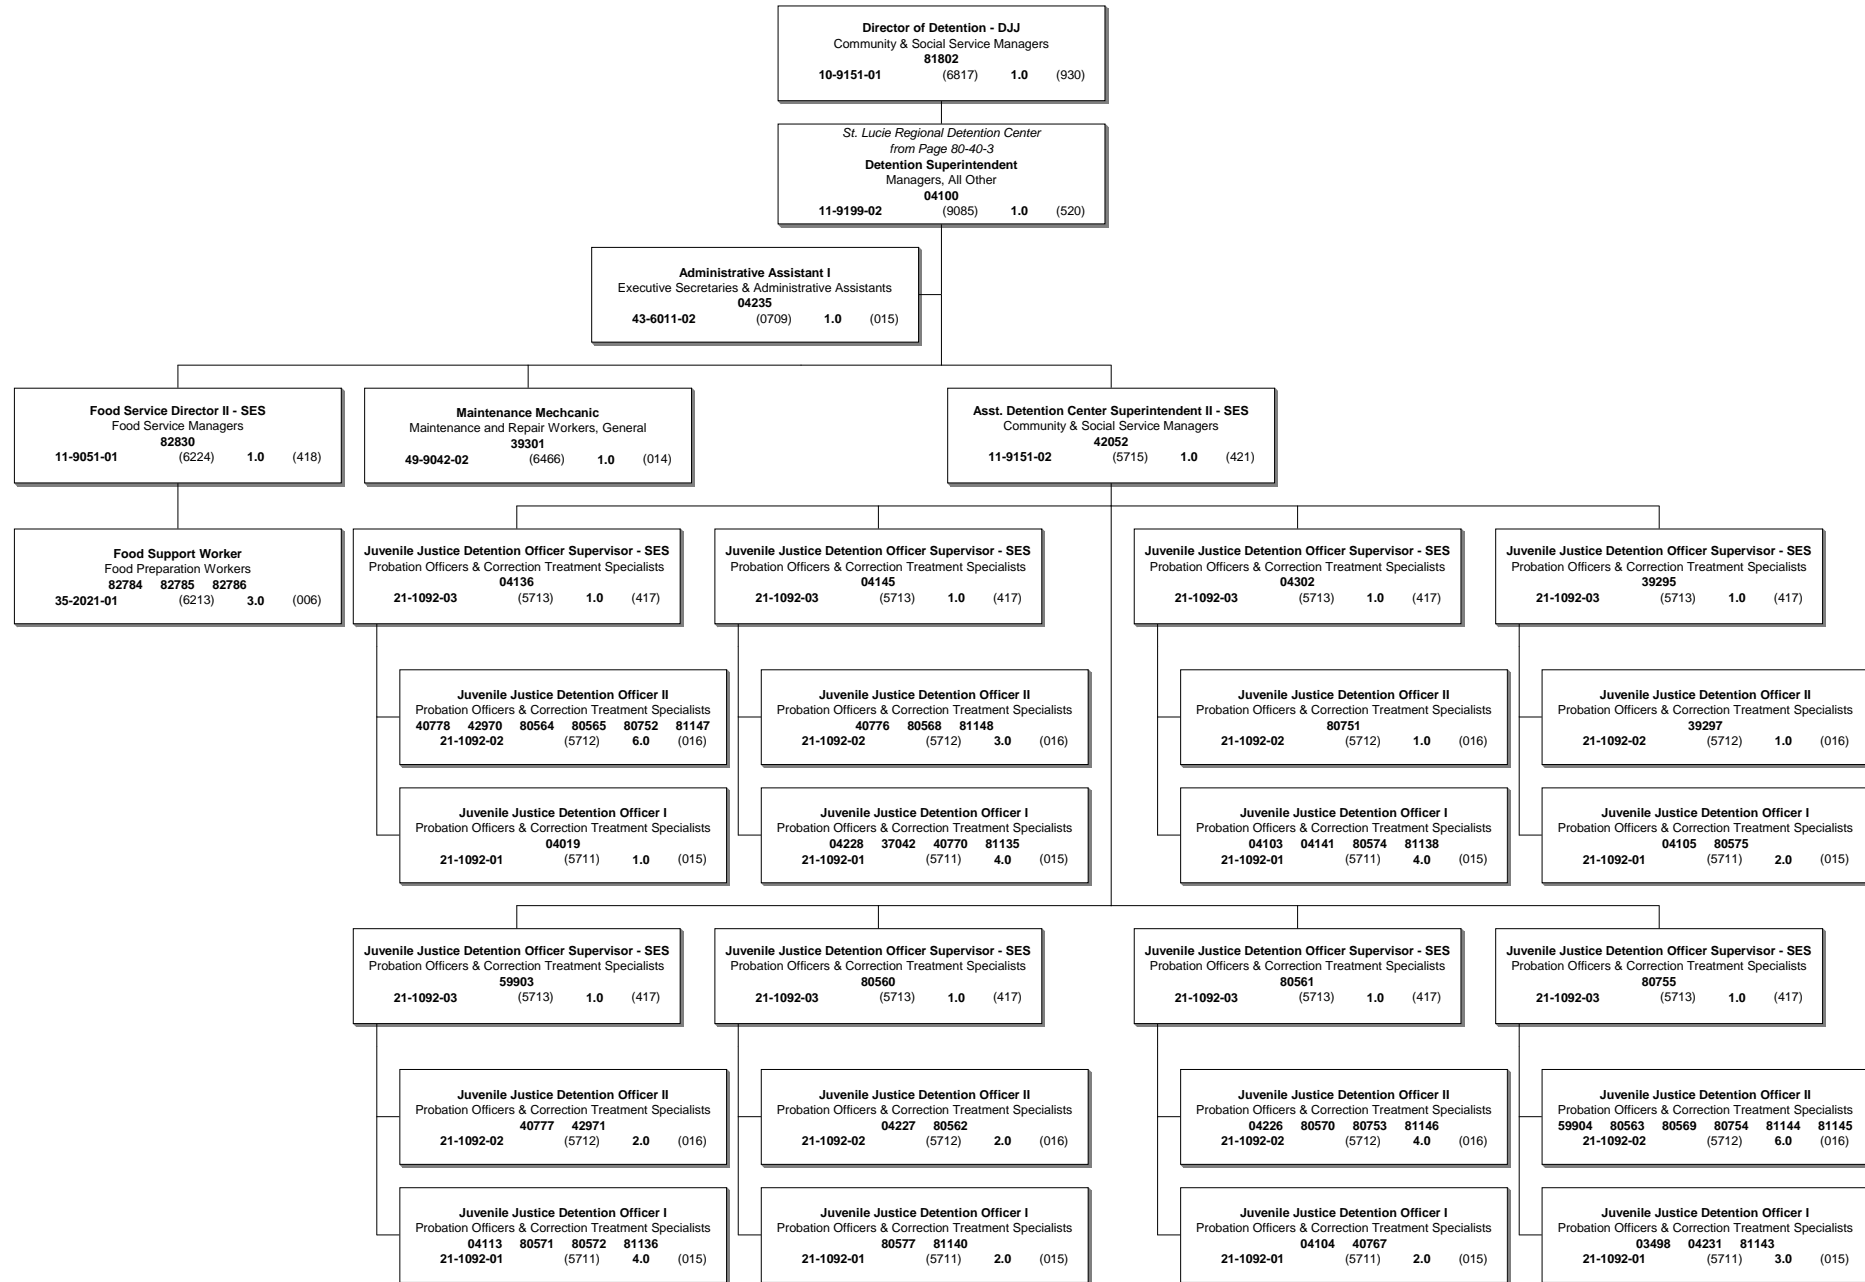 Director of Detention - DJJ
Community & Social Service Managers
81802
10-9151-01 (6817) 1.0 (930)
St. Lucie Regional Detention Center
from Page 80-40-3
Detention Superintendent
Managers, All Other
04100
11-9199-02 (9085) 1.0 (520)
Administrative Assistant I
Executive Secretaries & Administrative Assistants
04235
43-6011-02 (0709) 1.0 (015)
Food Service Director II - SES
Food Service Managers
82830
11-9051-01 (6224) 1.0 (418)
Maintenance Mechcanic
Maintenance and Repair Workers, General
39301
49-9042-02 (6466) 1.0 (014)
Asst. Detention Center Superintendent II - SES
Community & Social Service Managers
42052
11-9151-02 (5715) 1.0 (421)
Food Support Worker
Food Preparation Workers
82784 82785 82786
35-2021-01 (6213) 3.0 (006)
Juvenile Justice Detention Officer Supervisor - SES
Probation Officers & Correction Treatment Specialists
04136
21-1092-03 (5713) 1.0 (417)
Juvenile Justice Detention Officer Supervisor - SES
Probation Officers & Correction Treatment Specialists
04145
21-1092-03 (5713) 1.0 (417)
Juvenile Justice Detention Officer Supervisor - SES
Probation Officers & Correction Treatment Specialists
04302
21-1092-03 (5713) 1.0 (417)
Juvenile Justice Detention Officer Supervisor - SES
Probation Officers & Correction Treatment Specialists
39295
21-1092-03 (5713) 1.0 (417)
Juvenile Justice Detention Officer II
Probation Officers & Correction Treatment Specialists
40778 42970 80564 80565 80752 81147
21-1092-02 (5712) 6.0 (016)
Juvenile Justice Detention Officer II
Probation Officers & Correction Treatment Specialists
40776 80568 81148
21-1092-02 (5712) 3.0 (016)
Juvenile Justice Detention Officer II
Probation Officers & Correction Treatment Specialists
80751
21-1092-02 (5712) 1.0 (016)
Juvenile Justice Detention Officer II
Probation Officers & Correction Treatment Specialists
39297
21-1092-02 (5712) 1.0 (016)
Juvenile Justice Detention Officer I
Probation Officers & Correction Treatment Specialists
04019
21-1092-01 (5711) 1.0 (015)
Juvenile Justice Detention Officer I
Probation Officers & Correction Treatment Specialists
04228 37042 40770 81135
21-1092-01 (5711) 4.0 (015)
Juvenile Justice Detention Officer I
Probation Officers & Correction Treatment Specialists
04103 04141 80574 81138
21-1092-01 (5711) 4.0 (015)
Juvenile Justice Detention Officer I
Probation Officers & Correction Treatment Specialists
04105 80575
21-1092-01 (5711) 2.0 (015)
Juvenile Justice Detention Officer Supervisor - SES
Probation Officers & Correction Treatment Specialists
59903
21-1092-03 (5713) 1.0 (417)
Juvenile Justice Detention Officer Supervisor - SES
Probation Officers & Correction Treatment Specialists
80560
21-1092-03 (5713) 1.0 (417)
Juvenile Justice Detention Officer Supervisor - SES
Probation Officers & Correction Treatment Specialists
80561
21-1092-03 (5713) 1.0 (417)
Juvenile Justice Detention Officer Supervisor - SES
Probation Officers & Correction Treatment Specialists
80755
21-1092-03 (5713) 1.0 (417)
Juvenile Justice Detention Officer II
Probation Officers & Correction Treatment Specialists
40777 42971
21-1092-02 (5712) 2.0 (016)
Juvenile Justice Detention Officer II
Probation Officers & Correction Treatment Specialists
04227 80562
21-1092-02 (5712) 2.0 (016)
Juvenile Justice Detention Officer II
Probation Officers & Correction Treatment Specialists
04226 80570 80753 81146
21-1092-02 (5712) 4.0 (016)
Juvenile Justice Detention Officer II
Probation Officers & Correction Treatment Specialists
59904 80563 80569 80754 81144 81145
21-1092-02 (5712) 6.0 (016)
Juvenile Justice Detention Officer I
Probation Officers & Correction Treatment Specialists
04113 80571 80572 81136
21-1092-01 (5711) 4.0 (015)
Juvenile Justice Detention Officer I
Probation Officers & Correction Treatment Specialists
80577 81140
21-1092-01 (5711) 2.0 (015)
Juvenile Justice Detention Officer I
Probation Officers & Correction Treatment Specialists
04104 40767
21-1092-01 (5711) 2.0 (015)
Juvenile Justice Detention Officer I
Probation Officers & Correction Treatment Specialists
03498 04231 81143
21-1092-01 (5711) 3.0 (015)